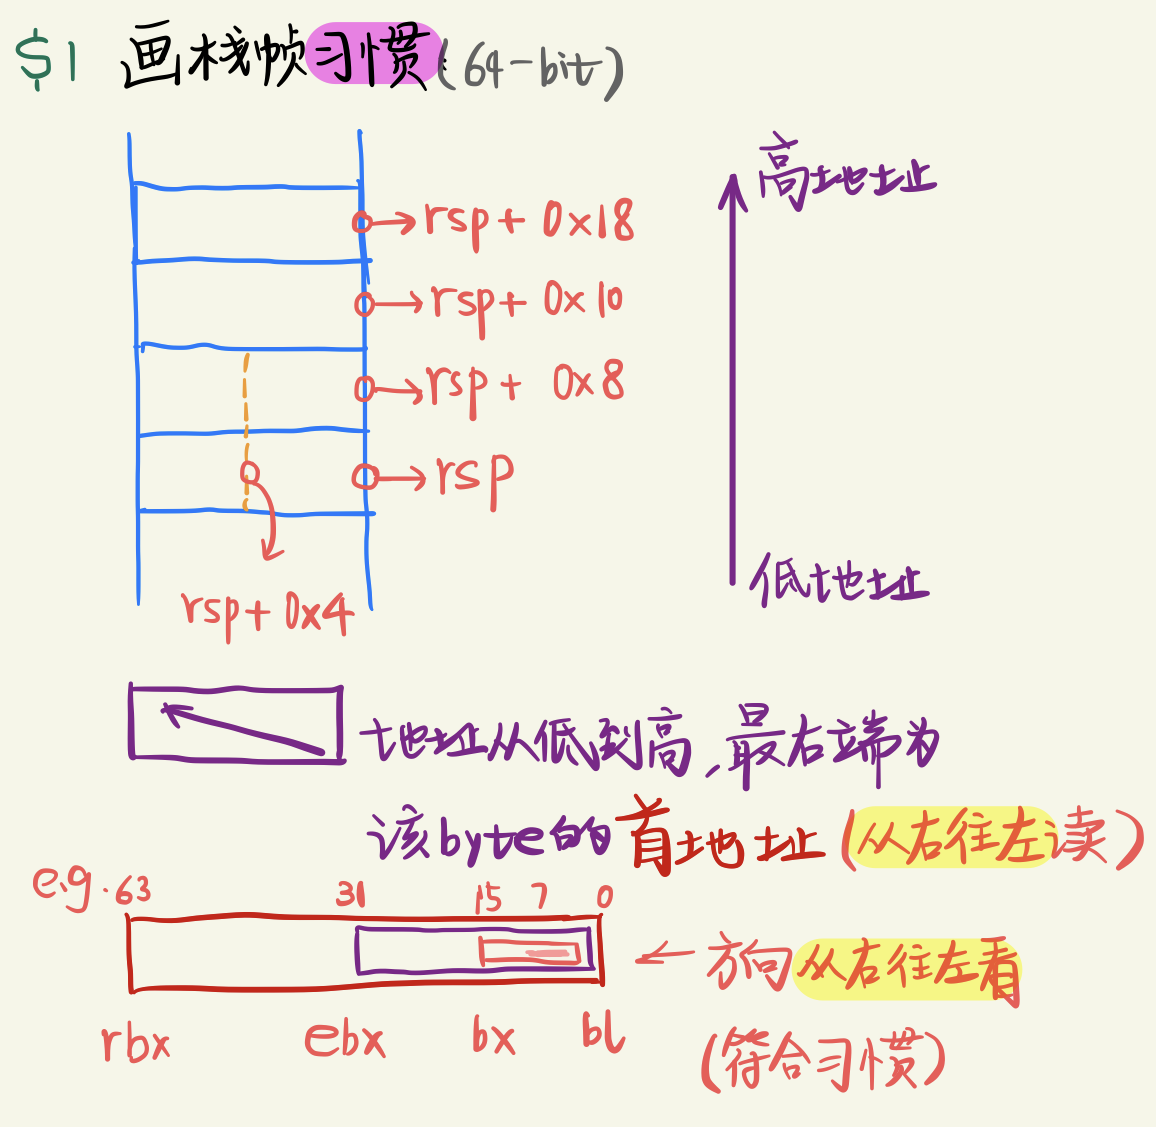 $1 画栈帧习惯(64-bit)
高地址
rsp+ 0x18
rsp+ 0x10
rsp+ 0x8
rsp
低地址
rsp+ 0x4
地址从低到高,最右端为
该byte的首地址(从右往左读)
e.g. 63 31 15 7 0
← 方向从右往左看
rbx ebx bx bl
(符合习惯)